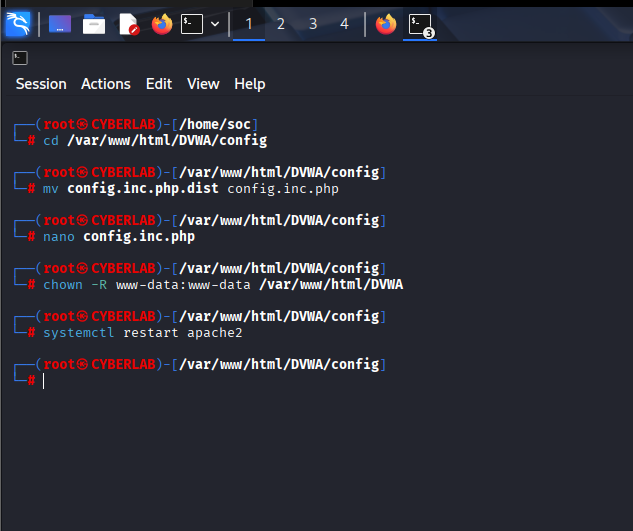 1 2 3 4 3
Session Actions Edit View Help
┌──(root㉿CYBERLAB)-[/home/soc]
└─# cd /var/www/html/DVWA/config
┌──(root㉿CYBERLAB)-[/var/www/html/DVWA/config]
└─# mv config.inc.php.dist config.inc.php
┌──(root㉿CYBERLAB)-[/var/www/html/DVWA/config]
└─# nano config.inc.php
┌──(root㉿CYBERLAB)-[/var/www/html/DVWA/config]
└─# chown -R www-data:www-data /var/www/html/DVWA
┌──(root㉿CYBERLAB)-[/var/www/html/DVWA/config]
└─# systemctl restart apache2
┌──(root㉿CYBERLAB)-[/var/www/html/DVWA/config]
└─#